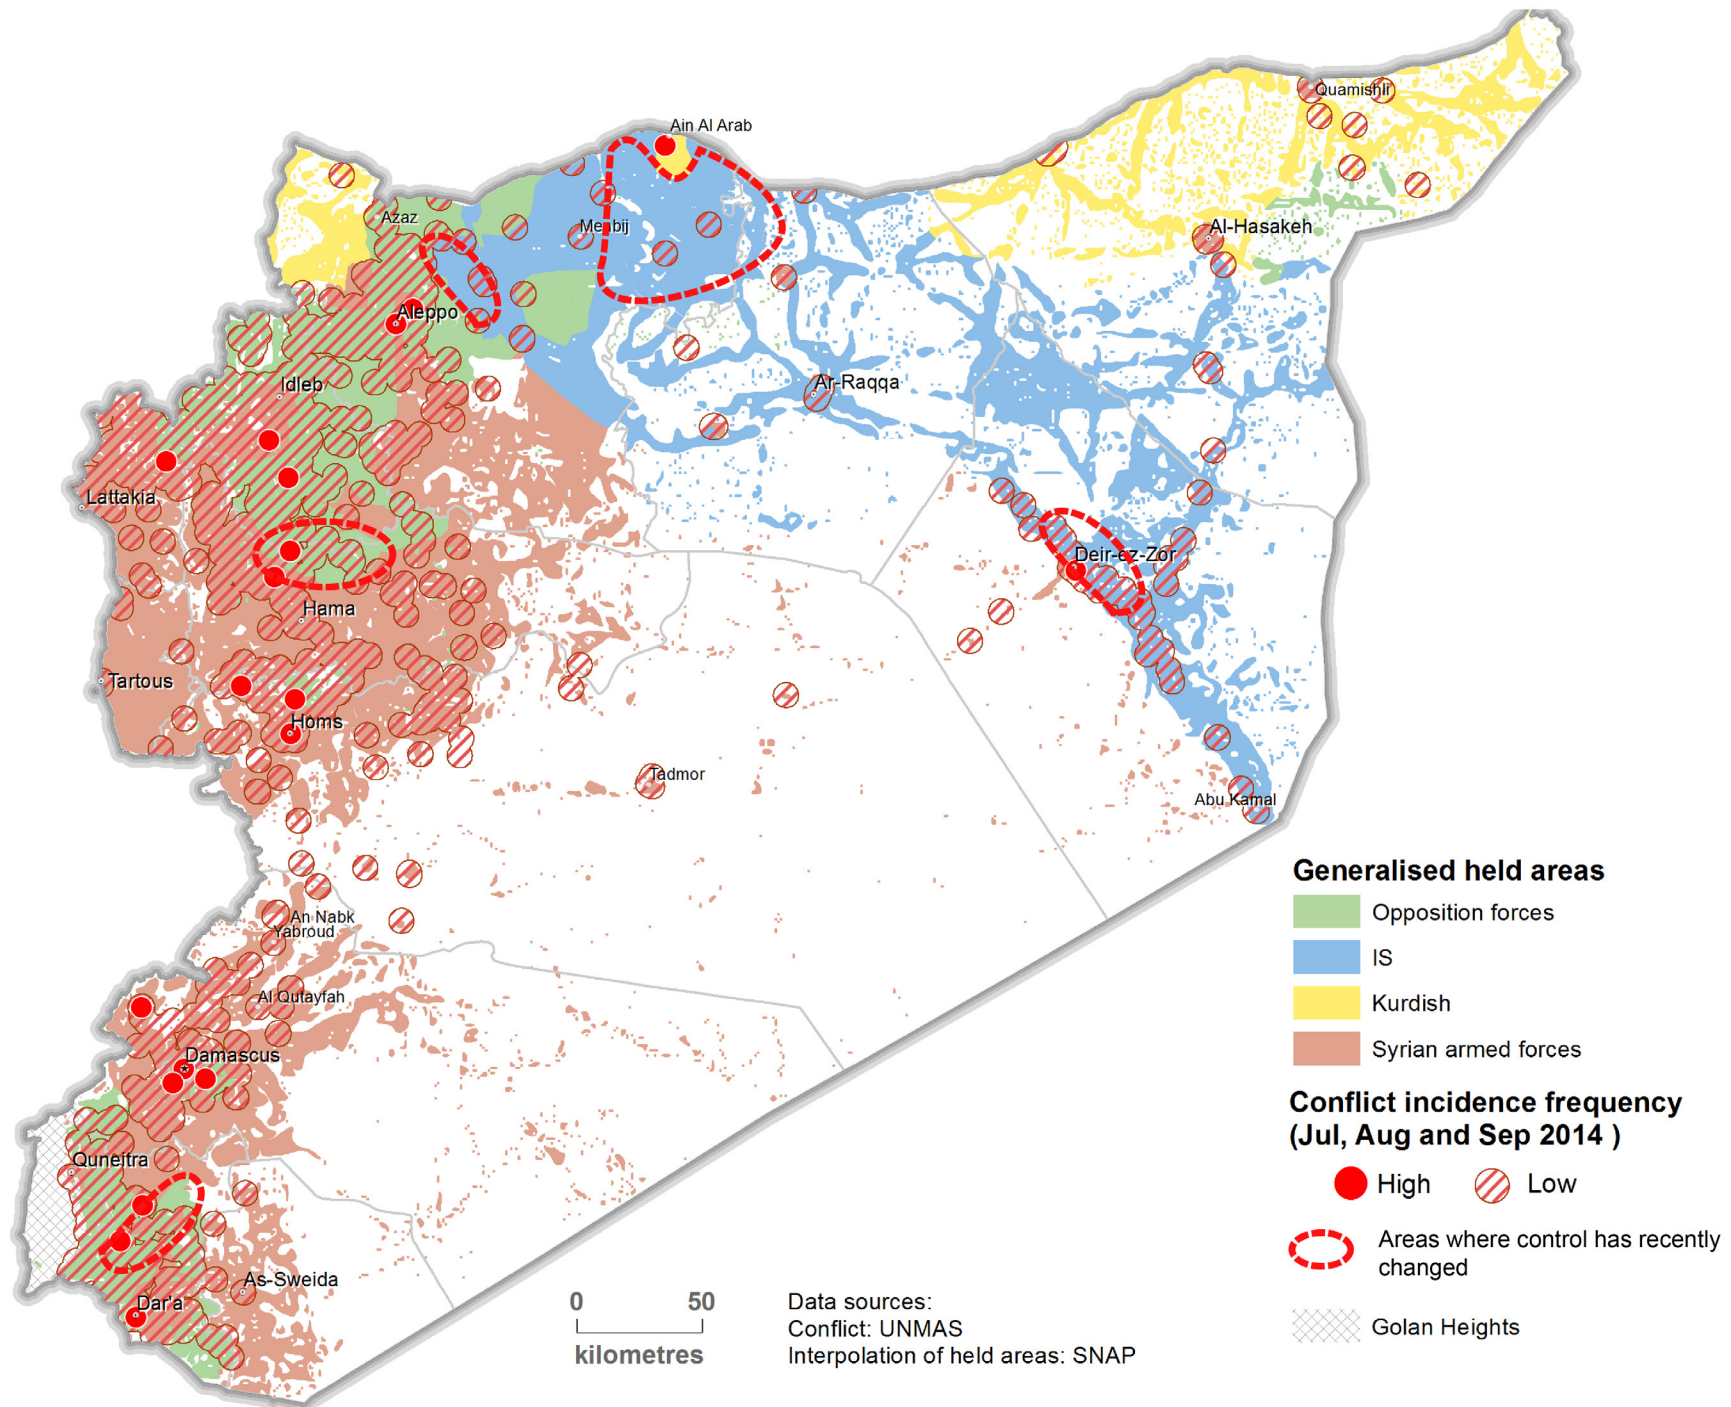 Quamishli
Ain Al Arab
Azaz
Menbij
Al-Hasakeh
Aleppo
Idleb
Ar-Raqqa
Lattakia
Deir-ez-Zor
Hama
Tartous
Homs
Tadmor
Abu Kamal
An Nabk
Yabroud
Al Qutayfah
Damascus
Quneitra
As-Sweida
Dar'a
Generalised held areas
Opposition forces
IS
Kurdish
Syrian armed forces
Conflict incidence frequency
(Jul, Aug and Sep 2014 )
High Low
Areas where control has recently
changed
Golan Heights
0 50
kilometres
Data sources:
Conflict: UNMAS
Interpolation of held areas: SNAP